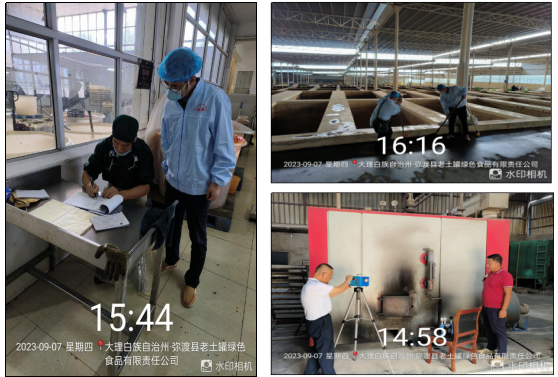 15:44
2023-09-07 星期四 大理白族自治州·弥渡县老土罐绿色
食品有限责任公司
水印相机
16:16
2023-09-07 星期四 大理白族自治州·弥渡县老土罐绿色食品有限责任公司
水印相机
14:58
2023-09-07 星期四 大理白族自治州·弥渡县老土罐绿色食品有限责任公司
水印相机